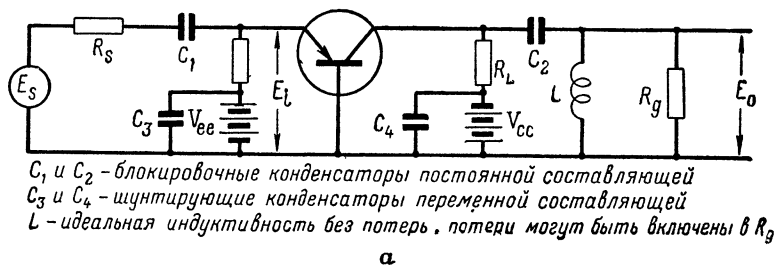 E_s R_s C_1 C_3 V_ee E_i C_4 R_L V_cc C_2 L R_g E_o
C_1 и C_2 – блокировочные конденсаторы постоянной составляющей
C_3 и C_4 – шунтирующие конденсаторы переменной составляющей
L – идеальная индуктивность без потерь, потери могут быть включены в R_g
а